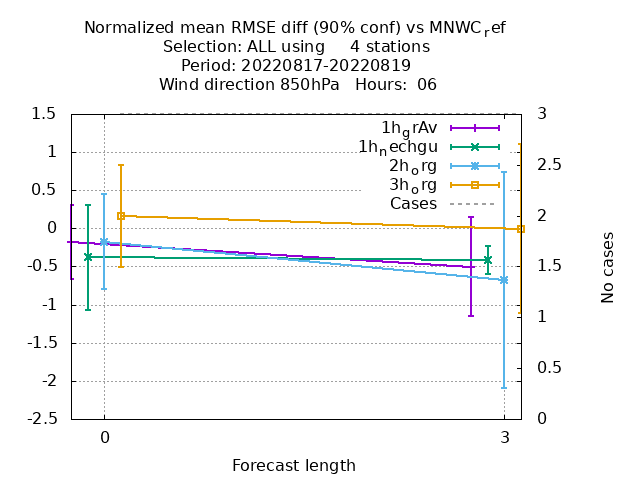 Normalized mean RMSE diff (90% conf) vs MNWC_ref
Selection: ALL using     4 stations
Period: 20220817-20220819
Wind direction 850hPa   Hours:  06
1.5
1
0.5
0
-0.5
-1
-1.5
-2
-2.5
3
2.5
2
1.5
1
0.5
0
1h_grAv
1h_nechgu
2h_org
3h_org
Cases
No cases
0
3
Forecast length